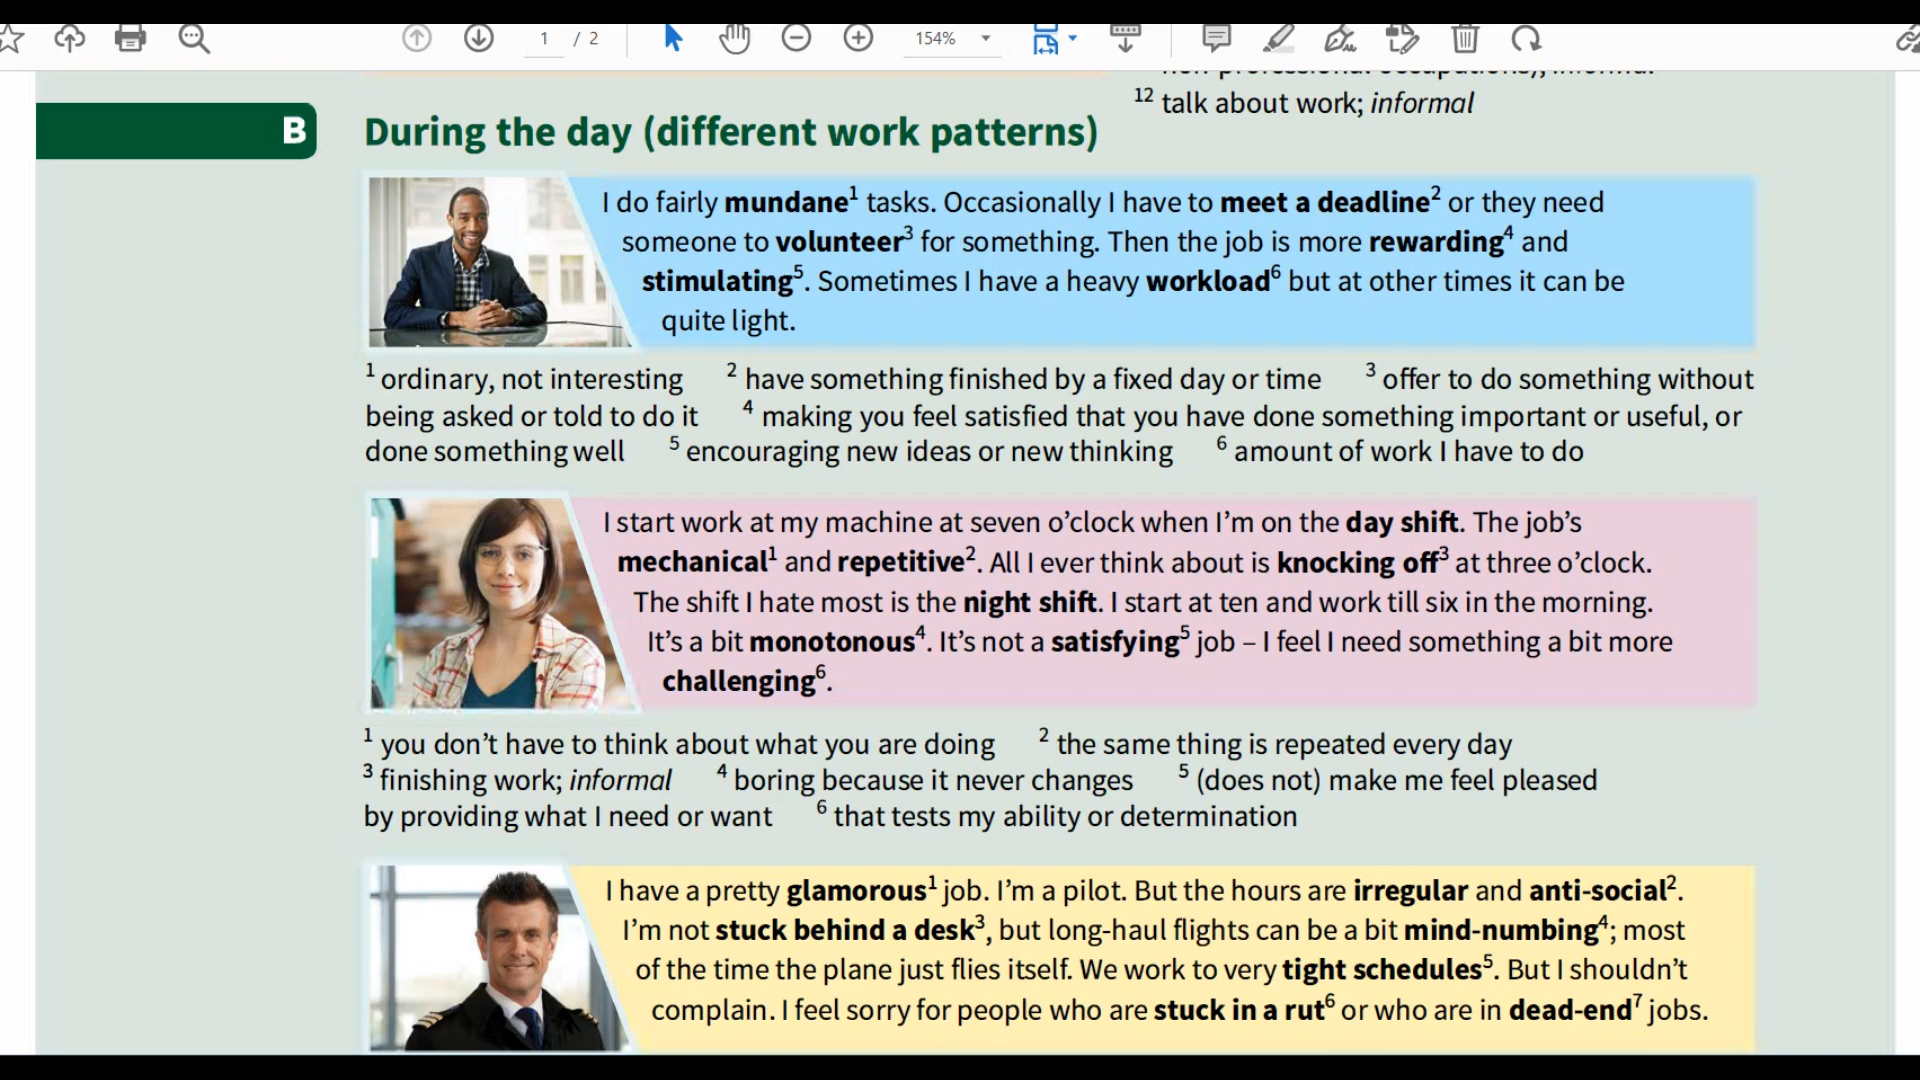 1 / 2
154%
12 talk about work; informal
B
During the day (different work patterns)
I do fairly mundane1 tasks. Occasionally I have to meet a deadline2 or they need
someone to volunteer3 for something. Then the job is more rewarding4 and
stimulating5. Sometimes I have a heavy workload6 but at other times it can be
quite light.
1 ordinary, not interesting 2 have something finished by a fixed day or time 3 offer to do something without
being asked or told to do it 4 making you feel satisfied that you have done something important or useful, or
done something well 5 encouraging new ideas or new thinking 6 amount of work I have to do
I start work at my machine at seven o’clock when I’m on the day shift. The job’s
mechanical1 and repetitive2. All I ever think about is knocking off3 at three o’clock.
The shift I hate most is the night shift. I start at ten and work till six in the morning.
It’s a bit monotonous4. It’s not a satisfying5 job – I feel I need something a bit more
challenging6.
1 you don’t have to think about what you are doing 2 the same thing is repeated every day
3 finishing work; informal 4 boring because it never changes 5 (does not) make me feel pleased
by providing what I need or want 6 that tests my ability or determination
I have a pretty glamorous1 job. I’m a pilot. But the hours are irregular and anti-social2.
I’m not stuck behind a desk3, but long-haul flights can be a bit mind-numbing4; most
of the time the plane just flies itself. We work to very tight schedules5. But I shouldn’t
complain. I feel sorry for people who are stuck in a rut6 or who are in dead-end7 jobs.